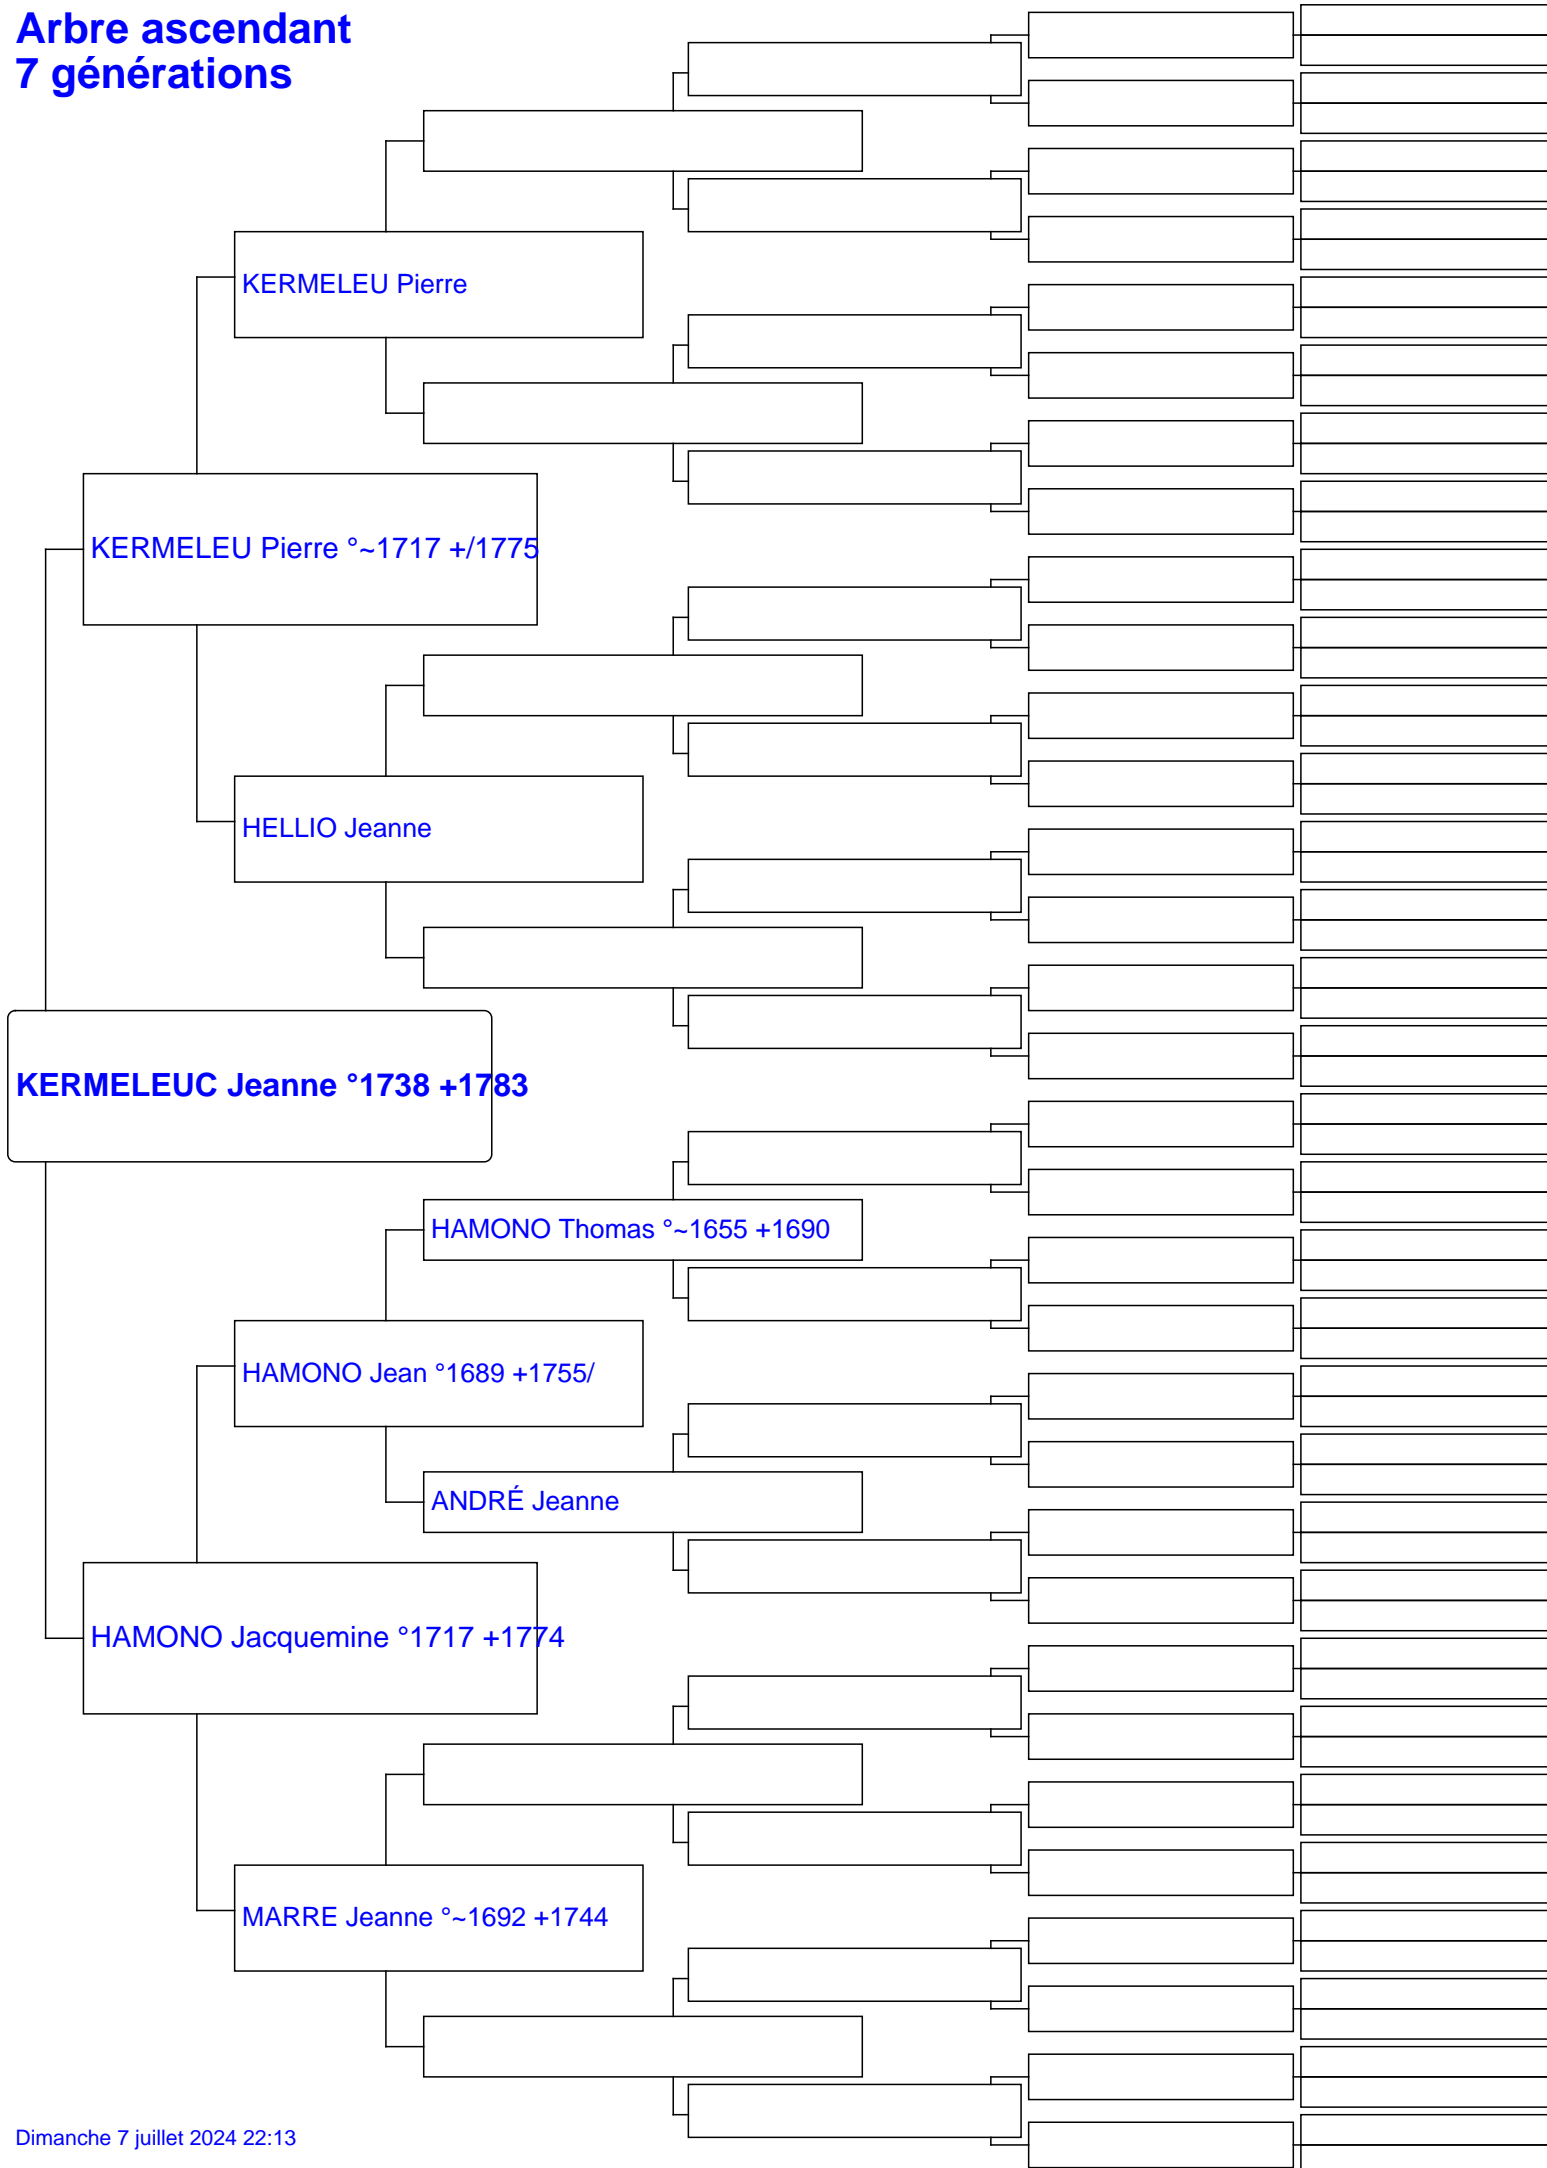 Arbre ascendant
7 générations
KERMELEU Pierre
KERMELEU Pierre °~1717 +/1775
HELLIO Jeanne
KERMELEUC Jeanne °1738 +1783
HAMONO Thomas °~1655 +1690
HAMONO Jean °1689 +1755/
ANDRÉ Jeanne
HAMONO Jacquemine °1717 +1774
MARRE Jeanne °~1692 +1744
Dimanche 7 juillet 2024 22:13